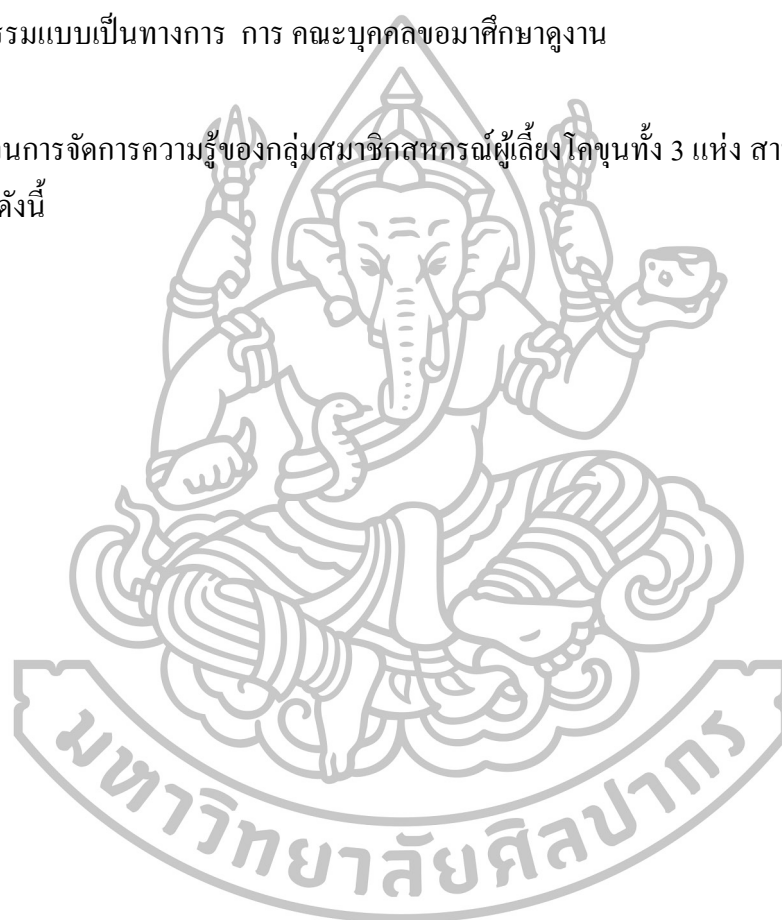 รรมแบบเป็นทางการ การ คณะบุคคลขอมาศึกษาดูงาน
นการจัดการความรู้ของกลุ่มสมาชิกสหกรณ์ผู้เลี้ยงโคขุนทั้ง 3 แห่ง สา
ดังนี้
มหาวิทยาลัยศิลปากร